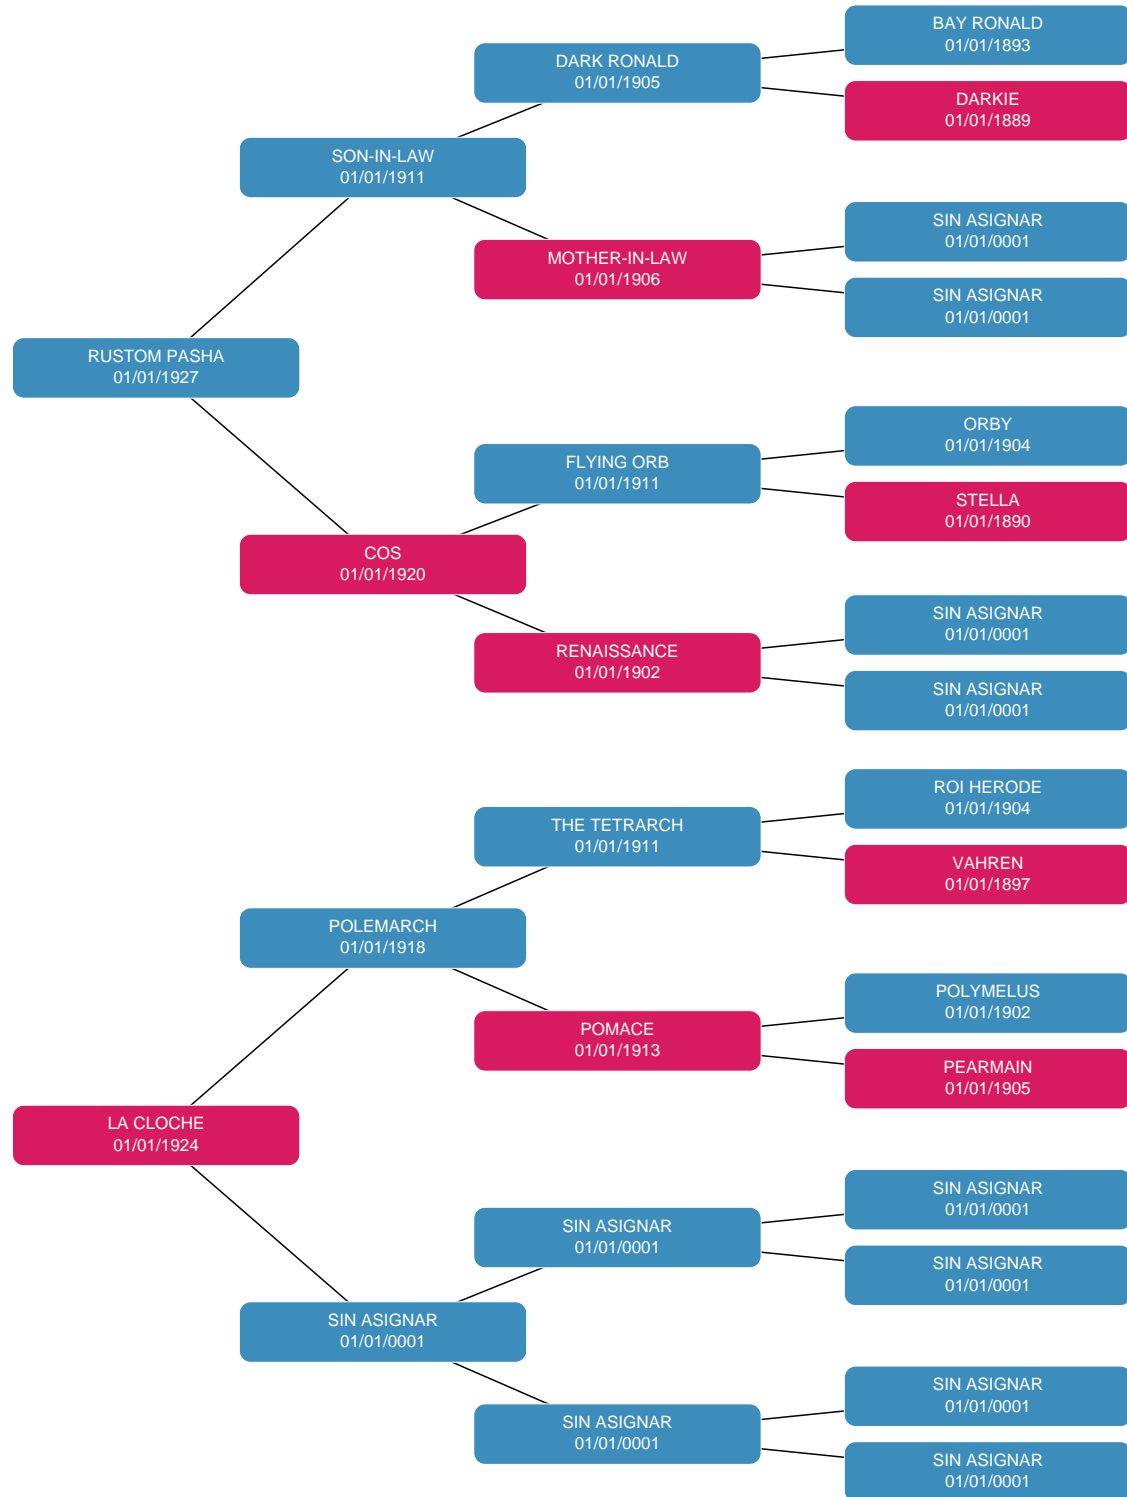 BAY RONALD
01/01/1893
DARK RONALD
01/01/1905
DARKIE
01/01/1889
SON-IN-LAW
01/01/1911
SIN ASIGNAR
01/01/0001
MOTHER-IN-LAW
01/01/1906
SIN ASIGNAR
01/01/0001
RUSTOM PASHA
01/01/1927
ORBY
01/01/1904
FLYING ORB
01/01/1911
STELLA
01/01/1890
COS
01/01/1920
SIN ASIGNAR
01/01/0001
RENAISSANCE
01/01/1902
SIN ASIGNAR
01/01/0001
ROI HERODE
01/01/1904
THE TETRARCH
01/01/1911
VAHREN
01/01/1897
POLEMARCH
01/01/1918
POLYMELUS
01/01/1902
POMACE
01/01/1913
PEARMAIN
01/01/1905
LA CLOCHE
01/01/1924
SIN ASIGNAR
01/01/0001
SIN ASIGNAR
01/01/0001
SIN ASIGNAR
01/01/0001
SIN ASIGNAR
01/01/0001
SIN ASIGNAR
01/01/0001
SIN ASIGNAR
01/01/0001
SIN ASIGNAR
01/01/0001